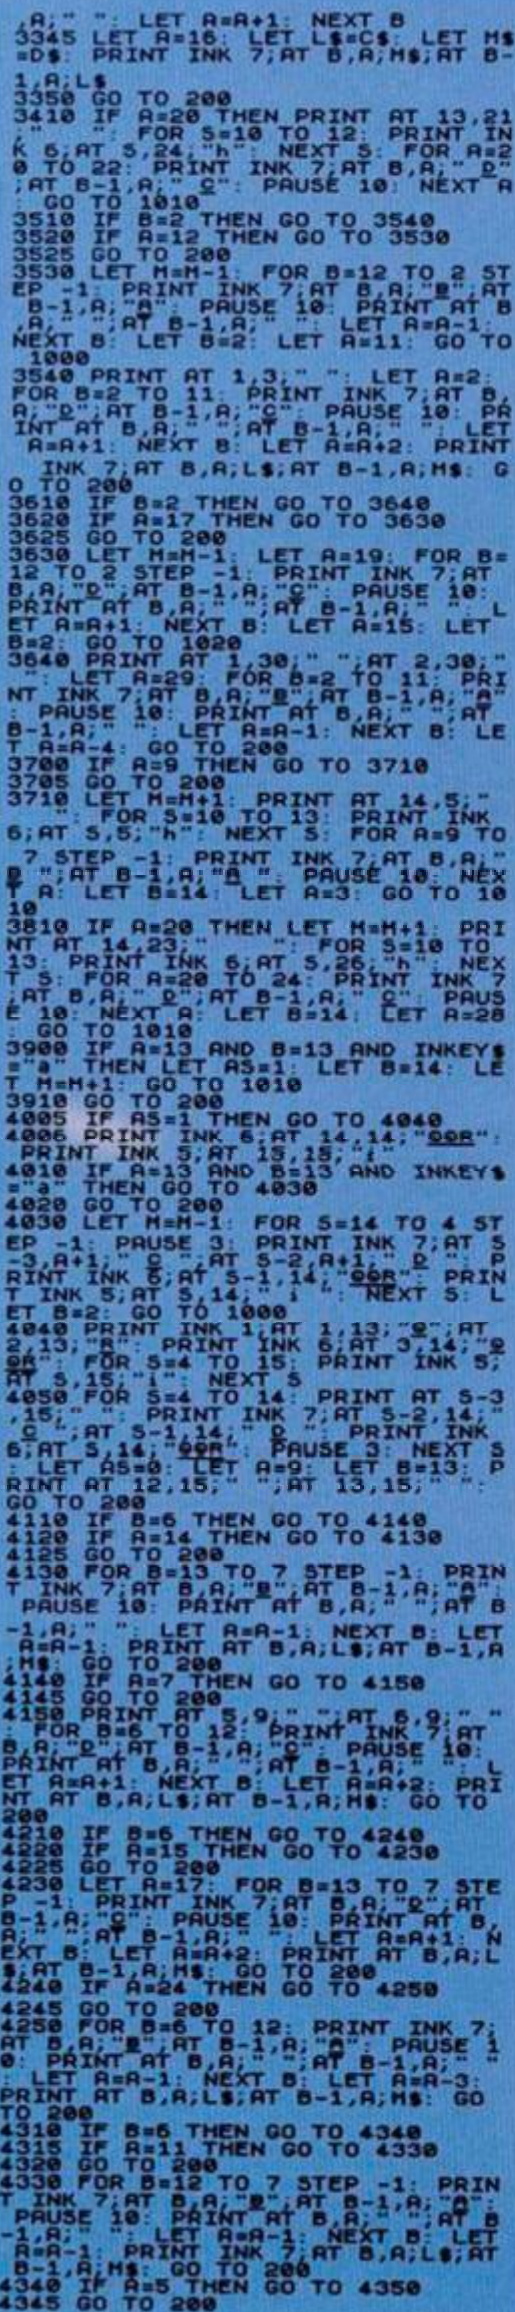 ,A;" ": LET A=A+1: NEXT B
3345 LET A=16: LET L$=C$: LET M$
=D$: PRINT INK 7;AT B,A;M$;AT B-
1,A;L$
3350 GO TO 200
3410 IF A=20 THEN PRINT AT 13,21
;"    ": FOR S=10 TO 12: PRINT IN
K 6;AT S,24;"h": NEXT S: FOR A=2
0 TO 22: PRINT INK 7;AT B,A;" D"
;AT B-1,A;" C": PAUSE 10: NEXT A
: GO TO 1010
3510 IF B=2 THEN GO TO 3540
3520 IF A=12 THEN GO TO 3530
3525 GO TO 200
3530 LET M=M-1: FOR B=12 TO 2 ST
EP -1: PRINT INK 7;AT B,A;"B";AT
B-1,A;"A": PAUSE 10: PRINT AT B
,A;" ";AT B-1,A;" ": LET A=A-1:
NEXT B: LET B=2: LET A=11: GO TO
1000
3540 PRINT AT 1,3;" ": LET A=2:
FOR B=2 TO 11: PRINT INK 7;AT B,
A;"D";AT B-1,A;"C": PAUSE 10: PR
INT AT B,A;" ";AT B-1,A;" ": LET
A=A+1: NEXT B: LET A=A+2: PRINT
INK 7;AT B,A;L$;AT B-1,A;M$: G
O TO 200
3610 IF B=2 THEN GO TO 3640
3620 IF A=17 THEN GO TO 3630
3625 GO TO 200
3630 LET M=M-1: LET A=19: FOR B=
12 TO 2 STEP -1: PRINT INK 7;AT
B,A;"D";AT B-1,A;"C": PAUSE 10:
PRINT AT B,A;" ";AT B-1,A;" ": L
ET A=A+1: NEXT B: LET A=15: LET
B=2: GO TO 1020
3640 PRINT AT 1,30;" ";AT 2,30;"
": LET A=29: FOR B=2 TO 11: PRI
NT INK 7;AT B,A;"B";AT B-1,A;"A"
: PAUSE 10: PRINT AT B,A;" ";AT
B-1,A;" ": LET A=A-1: NEXT B: LE
T A=A-4: GO TO 200
3700 IF A=9 THEN GO TO 3710
3705 GO TO 200
3710 LET M=M+1: PRINT AT 14,5;"
": FOR S=10 TO 13: PRINT INK
6;AT S,5;"h": NEXT S: FOR A=9 TO
7 STEP -1: PRINT INK 7;AT B,A;"
B ";AT B-1,A;"A ": PAUSE 10: NEX
T A: LET B=14: LET A=3: GO TO 10
10
3810 IF A=20 THEN LET M=M+1: PRI
NT AT 14,23;"      ": FOR S=10 TO
13: PRINT INK 6;AT S,26;"h": NEX
T S: FOR A=20 TO 24: PRINT INK 7
;AT B,A;" D";AT B-1,A;" C": PAUS
E 10: NEXT A: LET B=14: LET A=28
: GO TO 1010
3900 IF A=13 AND B=13 AND INKEY$
="a" THEN LET AS=1: LET B=14: LE
T M=M+1: GO TO 1010
3910 GO TO 200
4005 IF AS=1 THEN GO TO 4040
4006 PRINT INK 6;AT 14,14;"QQR":
PRINT INK 5;AT 15,15;"i"
4010 IF A=13 AND B=13 AND INKEY$
="a" THEN GO TO 4030
4020 GO TO 200
4030 LET M=M-1: FOR S=14 TO 4 ST
EP -1: PAUSE 3: PRINT INK 7;AT S
-3,A+1;" C ";AT S-2,A+1;" D ": P
RINT INK 6;AT S-1,14;"QQR": PRIN
T INK 5;AT S,14;" i ": NEXT S: L
ET B=2: GO TO 1000
4040 PRINT INK 1;AT 1,13;"Q";AT
2,13;"R": PRINT INK 6;AT 3,14;"Q
QR": FOR S=4 TO 15: PRINT INK 5;
AT S,15;"i": NEXT S
4050 FOR S=4 TO 14: PRINT AT S-3
,15;" ": PRINT INK 7;AT S-2,14;"
C ";AT S-1,14;" D ": PRINT INK
6;AT S,14;"QQR": PAUSE 3: NEXT S
: LET AS=0: LET A=9: LET B=13: P
RINT AT 12,15;" ";AT 13,15;" ":
GO TO 200
4110 IF B=6 THEN GO TO 4140
4120 IF A=14 THEN GO TO 4130
4125 GO TO 200
4130 FOR B=13 TO 7 STEP -1: PRIN
T INK 7;AT B,A;"B";AT B-1,A;"A":
PAUSE 10: PRINT AT B,A;" ";AT B
-1,A;" ": LET A=A-1: NEXT B: LET
A=A-1: PRINT AT B,A;L$;AT B-1,A
;M$: GO TO 200
4140 IF A=7 THEN GO TO 4150
4145 GO TO 200
4150 PRINT AT 5,9;" ";AT 6,9;" "
: FOR B=6 TO 12: PRINT INK 7;AT
B,A;"D";AT B-1,A;"C": PAUSE 10:
PRINT AT B,A;" ";AT B-1,A;" ": L
ET A=A+1: NEXT B: LET A=A+2: PRI
NT AT B,A;L$;AT B-1,A;M$: GO TO
200
4210 IF B=6 THEN GO TO 4240
4220 IF A=15 THEN GO TO 4230
4225 GO TO 200
4230 LET A=17: FOR B=13 TO 7 STE
P -1: PRINT INK 7;AT B,A;"D";AT
B-1,A;"C": PAUSE 10: PRINT AT B,
A;" ";AT B-1,A;" ": LET A=A+1: N
EXT B: LET A=A+2: PRINT AT B,A;L
$;AT B-1,A;M$: GO TO 200
4240 IF A=24 THEN GO TO 4250
4245 GO TO 200
4250 FOR B=6 TO 12: PRINT INK 7;
AT B,A;"B";AT B-1,A;"A": PAUSE 1
0: PRINT AT B,A;" ";AT B-1,A;" "
: LET A=A-1: NEXT B: LET A=A-3:
PRINT AT B,A;L$;AT B-1,A;M$: GO
TO 200
4310 IF B=6 THEN GO TO 4340
4315 IF A=11 THEN GO TO 4330
4320 GO TO 200
4330 FOR B=12 TO 7 STEP -1: PRIN
T INK 7;AT B,A;"B";AT B-1,A;"A":
PAUSE 10: PRINT AT B,A;" ";AT B
-1,A;" ": LET A=A-1: NEXT B: LET
A=A-1: PRINT INK 7;AT B,A;L$;AT
B-1,A;M$: GO TO 200
4340 IF A=5 THEN GO TO 4350
4345 GO TO 200